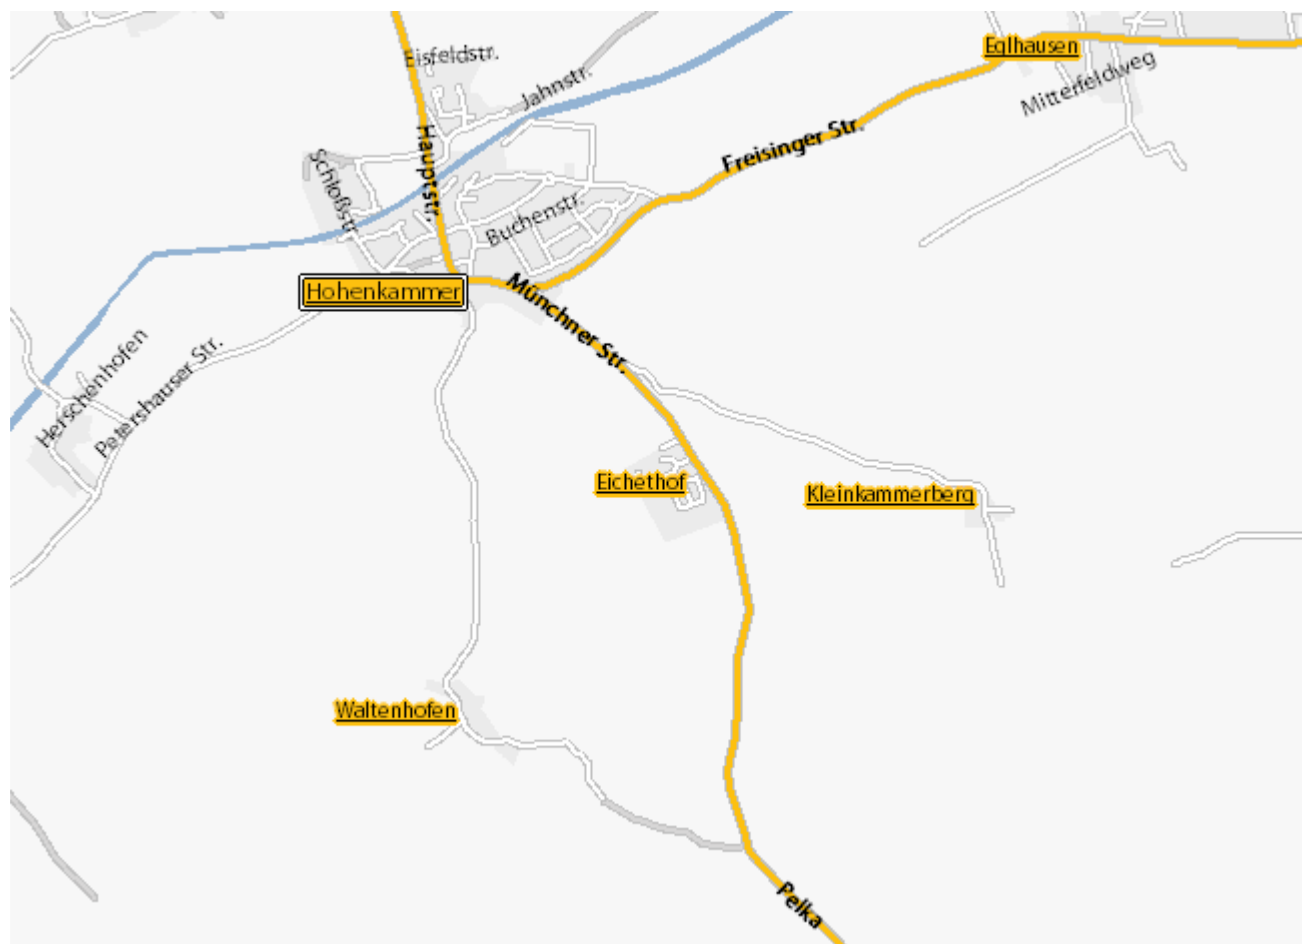 Eisfeldstr.
Eglhausen
Jahnstr.
Mitterfeldweg
Hauptstr.
Freisinger Str.
Schloßstr
Buchenstr.
Hohenkammer
Münchner Str.
Herschenhofen
Petershauser Str.
Eichethof
Kleinkammerberg
Waltenhofen
Pelka